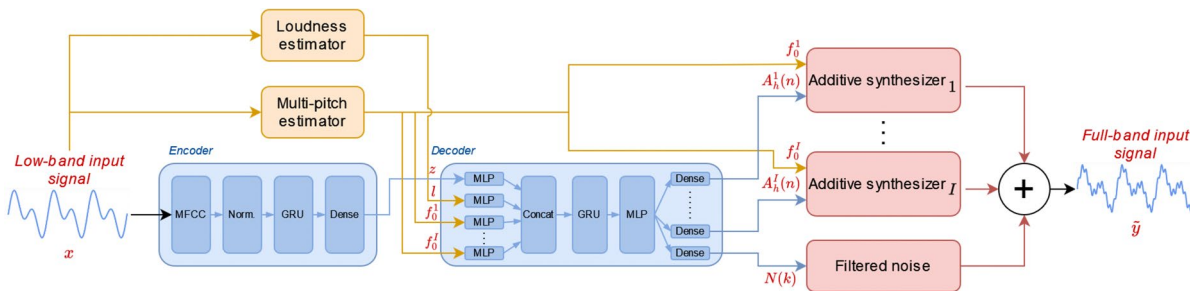 Loudness
estimator
Multi-pitch
estimator
Low-band input
signal
x
Encoder
MFCC
Norm.
GRU
Dense
Decoder
z
l
f_0^1
f_0^I
MLP
MLP
MLP
MLP
Concat
GRU
MLP
Dense
Dense
Dense
f_0^1
A_h^1(n)
Additive synthesizer 1
f_0^I
A_h^I(n)
Additive synthesizer I
N(k)
Filtered noise
+
Full-band input
signal
ỹ